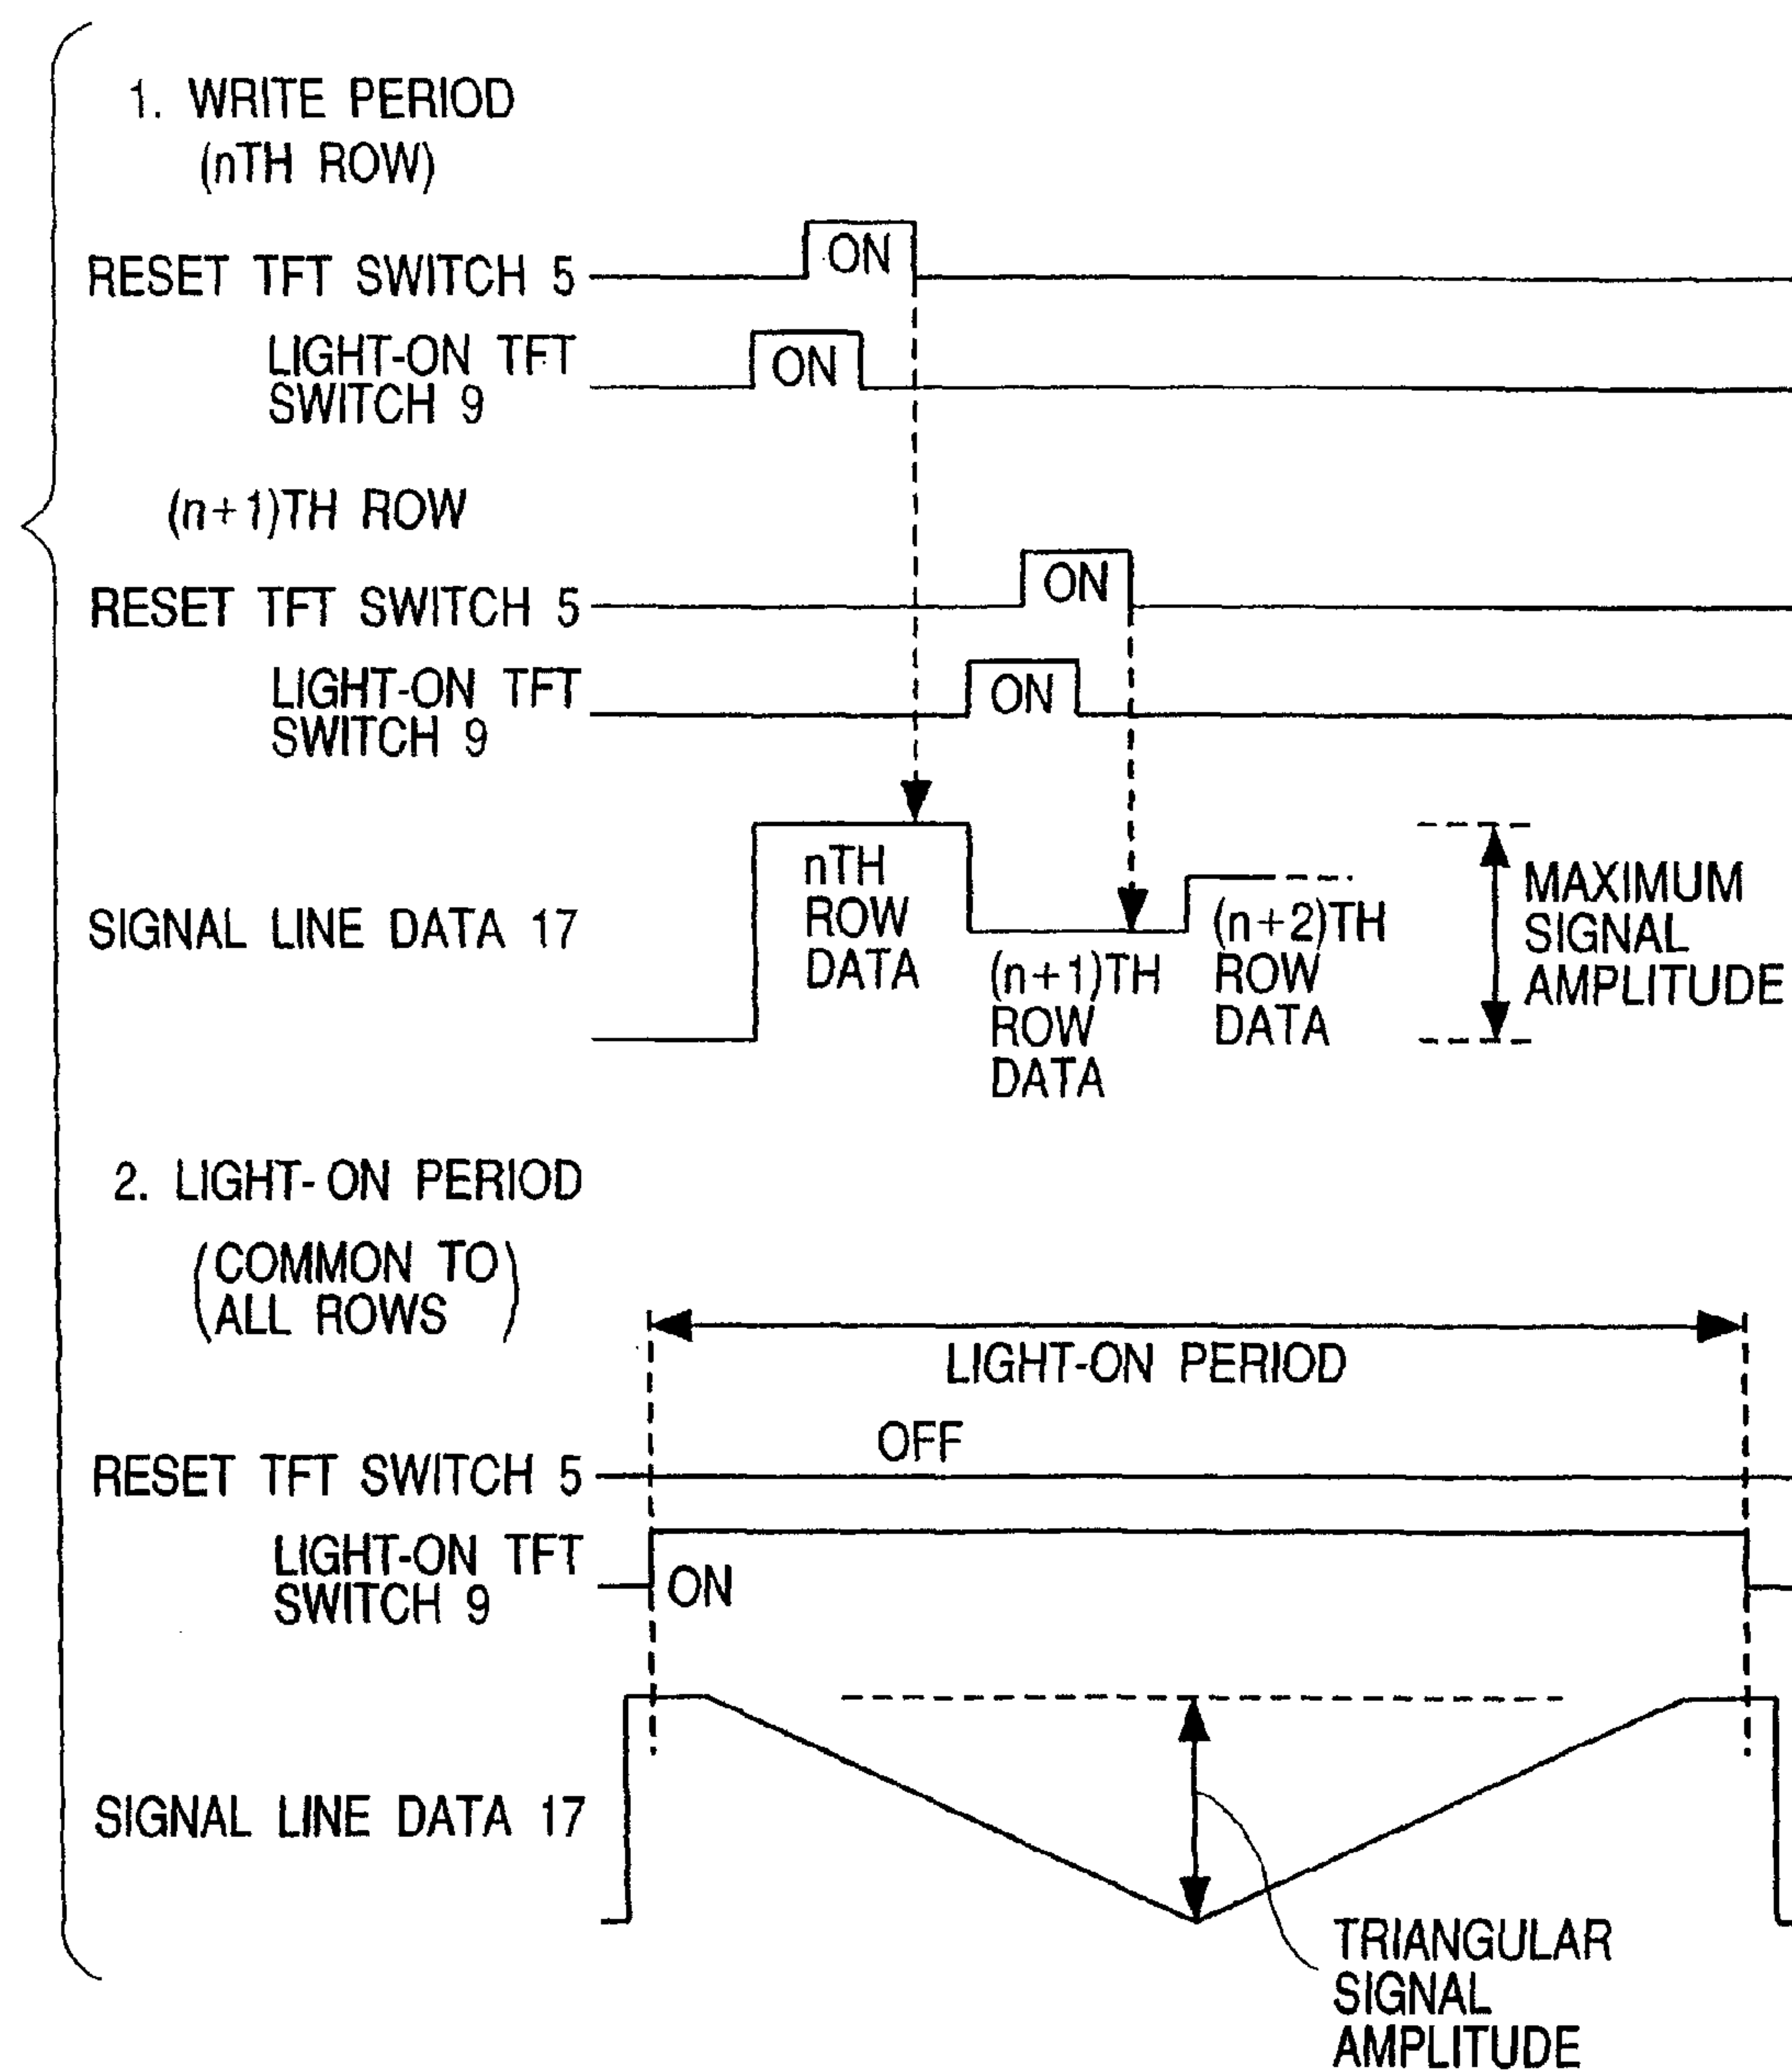 1. WRITE PERIOD
(nTH ROW)
RESET TFT SWITCH 5
ON
LIGHT-ON TFT
SWITCH 9
ON
(n+1)TH ROW
RESET TFT SWITCH 5
ON
LIGHT-ON TFT
SWITCH 9
ON
SIGNAL LINE DATA 17
nTH
ROW
DATA
(n+1)TH
ROW
DATA
(n+2)TH
ROW
DATA
MAXIMUM
SIGNAL
AMPLITUDE
2. LIGHT-ON PERIOD
(COMMON TO
ALL ROWS)
LIGHT-ON PERIOD
RESET TFT SWITCH 5
OFF
LIGHT-ON TFT
SWITCH 9
ON
SIGNAL LINE DATA 17
TRIANGULAR
SIGNAL
AMPLITUDE